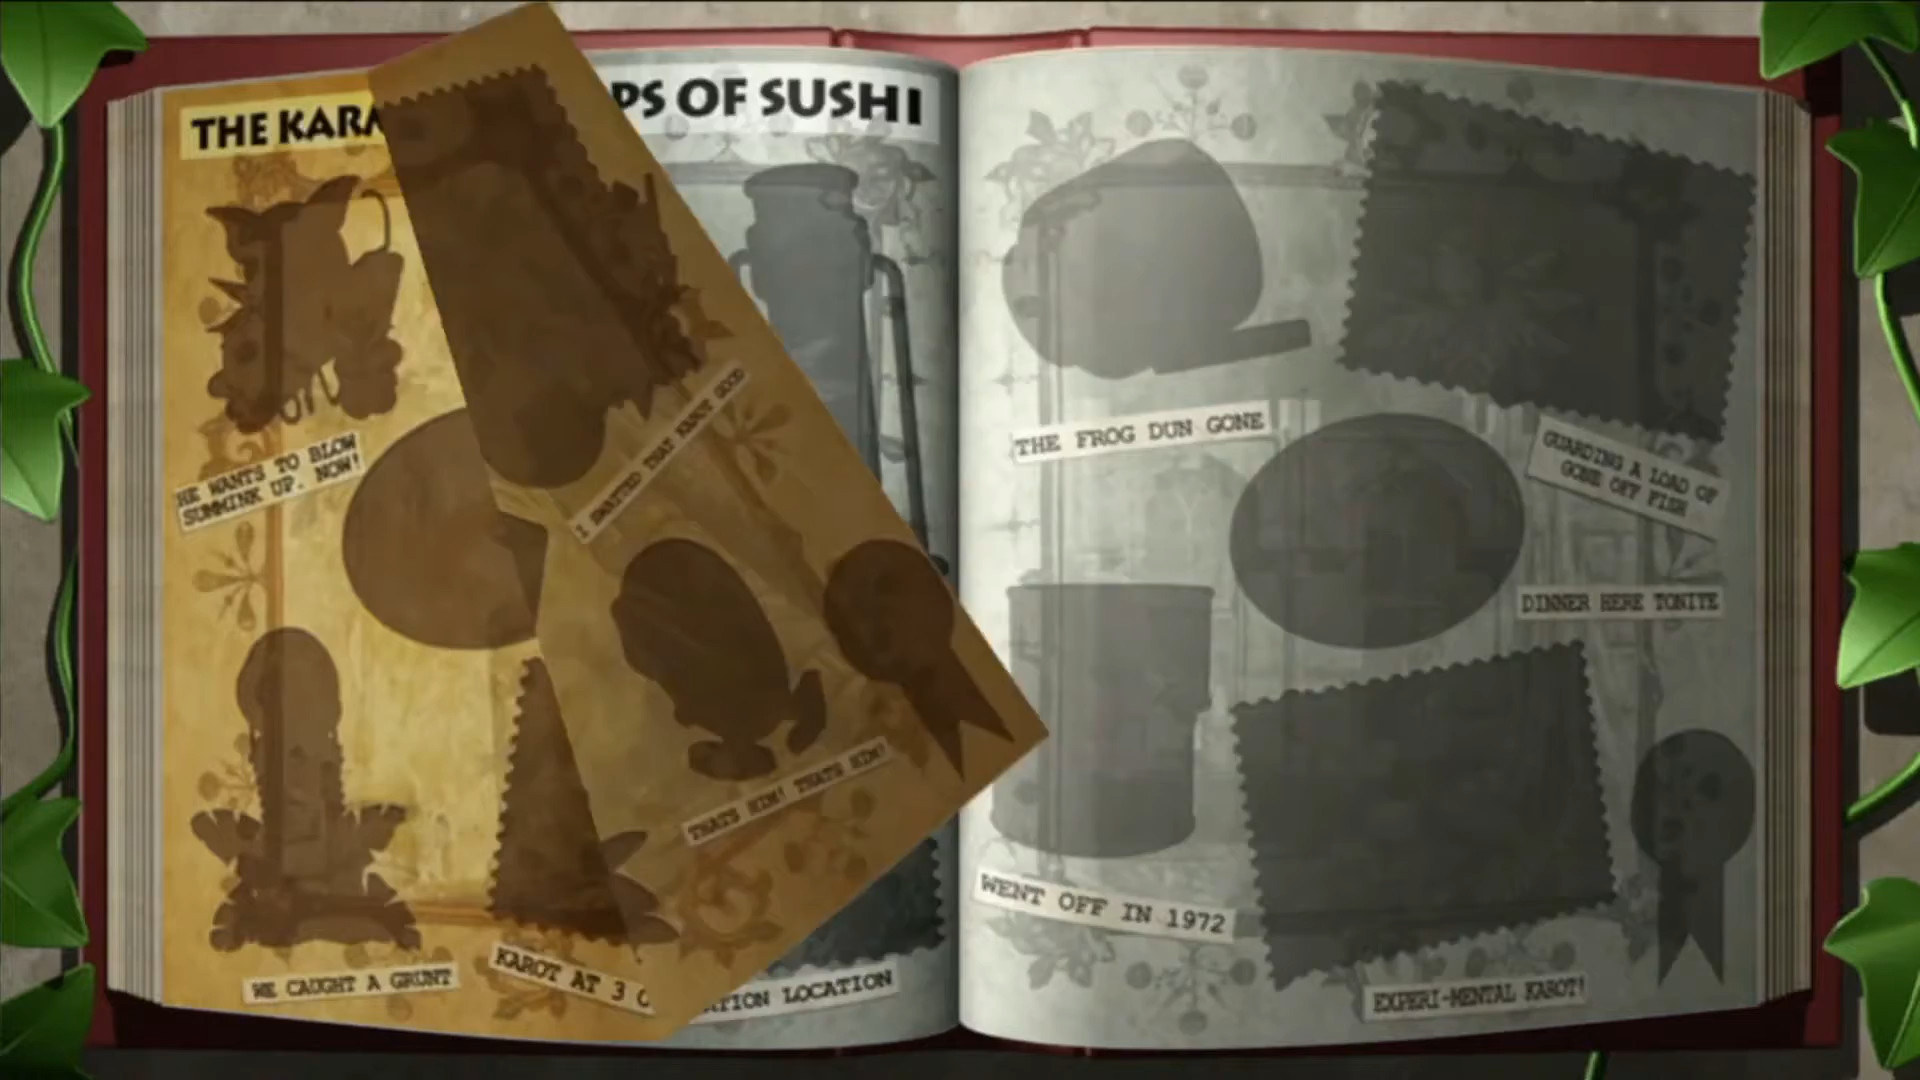 THE KARM
PS OF SUSHI
HE WANTS TO BLOW
SUMMINK UP. NOW!
I SWATTED THAT KAROT GOOD
THATS HIM! THATS HIM!
WE CAUGHT A GRUNT
KAROT AT 3 O
ATION LOCATION
THE FROG DUN GONE
GUARDING A LOAD OF
GONE OFF FISH
DINNER HERE TONITE
WENT OFF IN 1972
EXPERI-MENTAL KAROT!